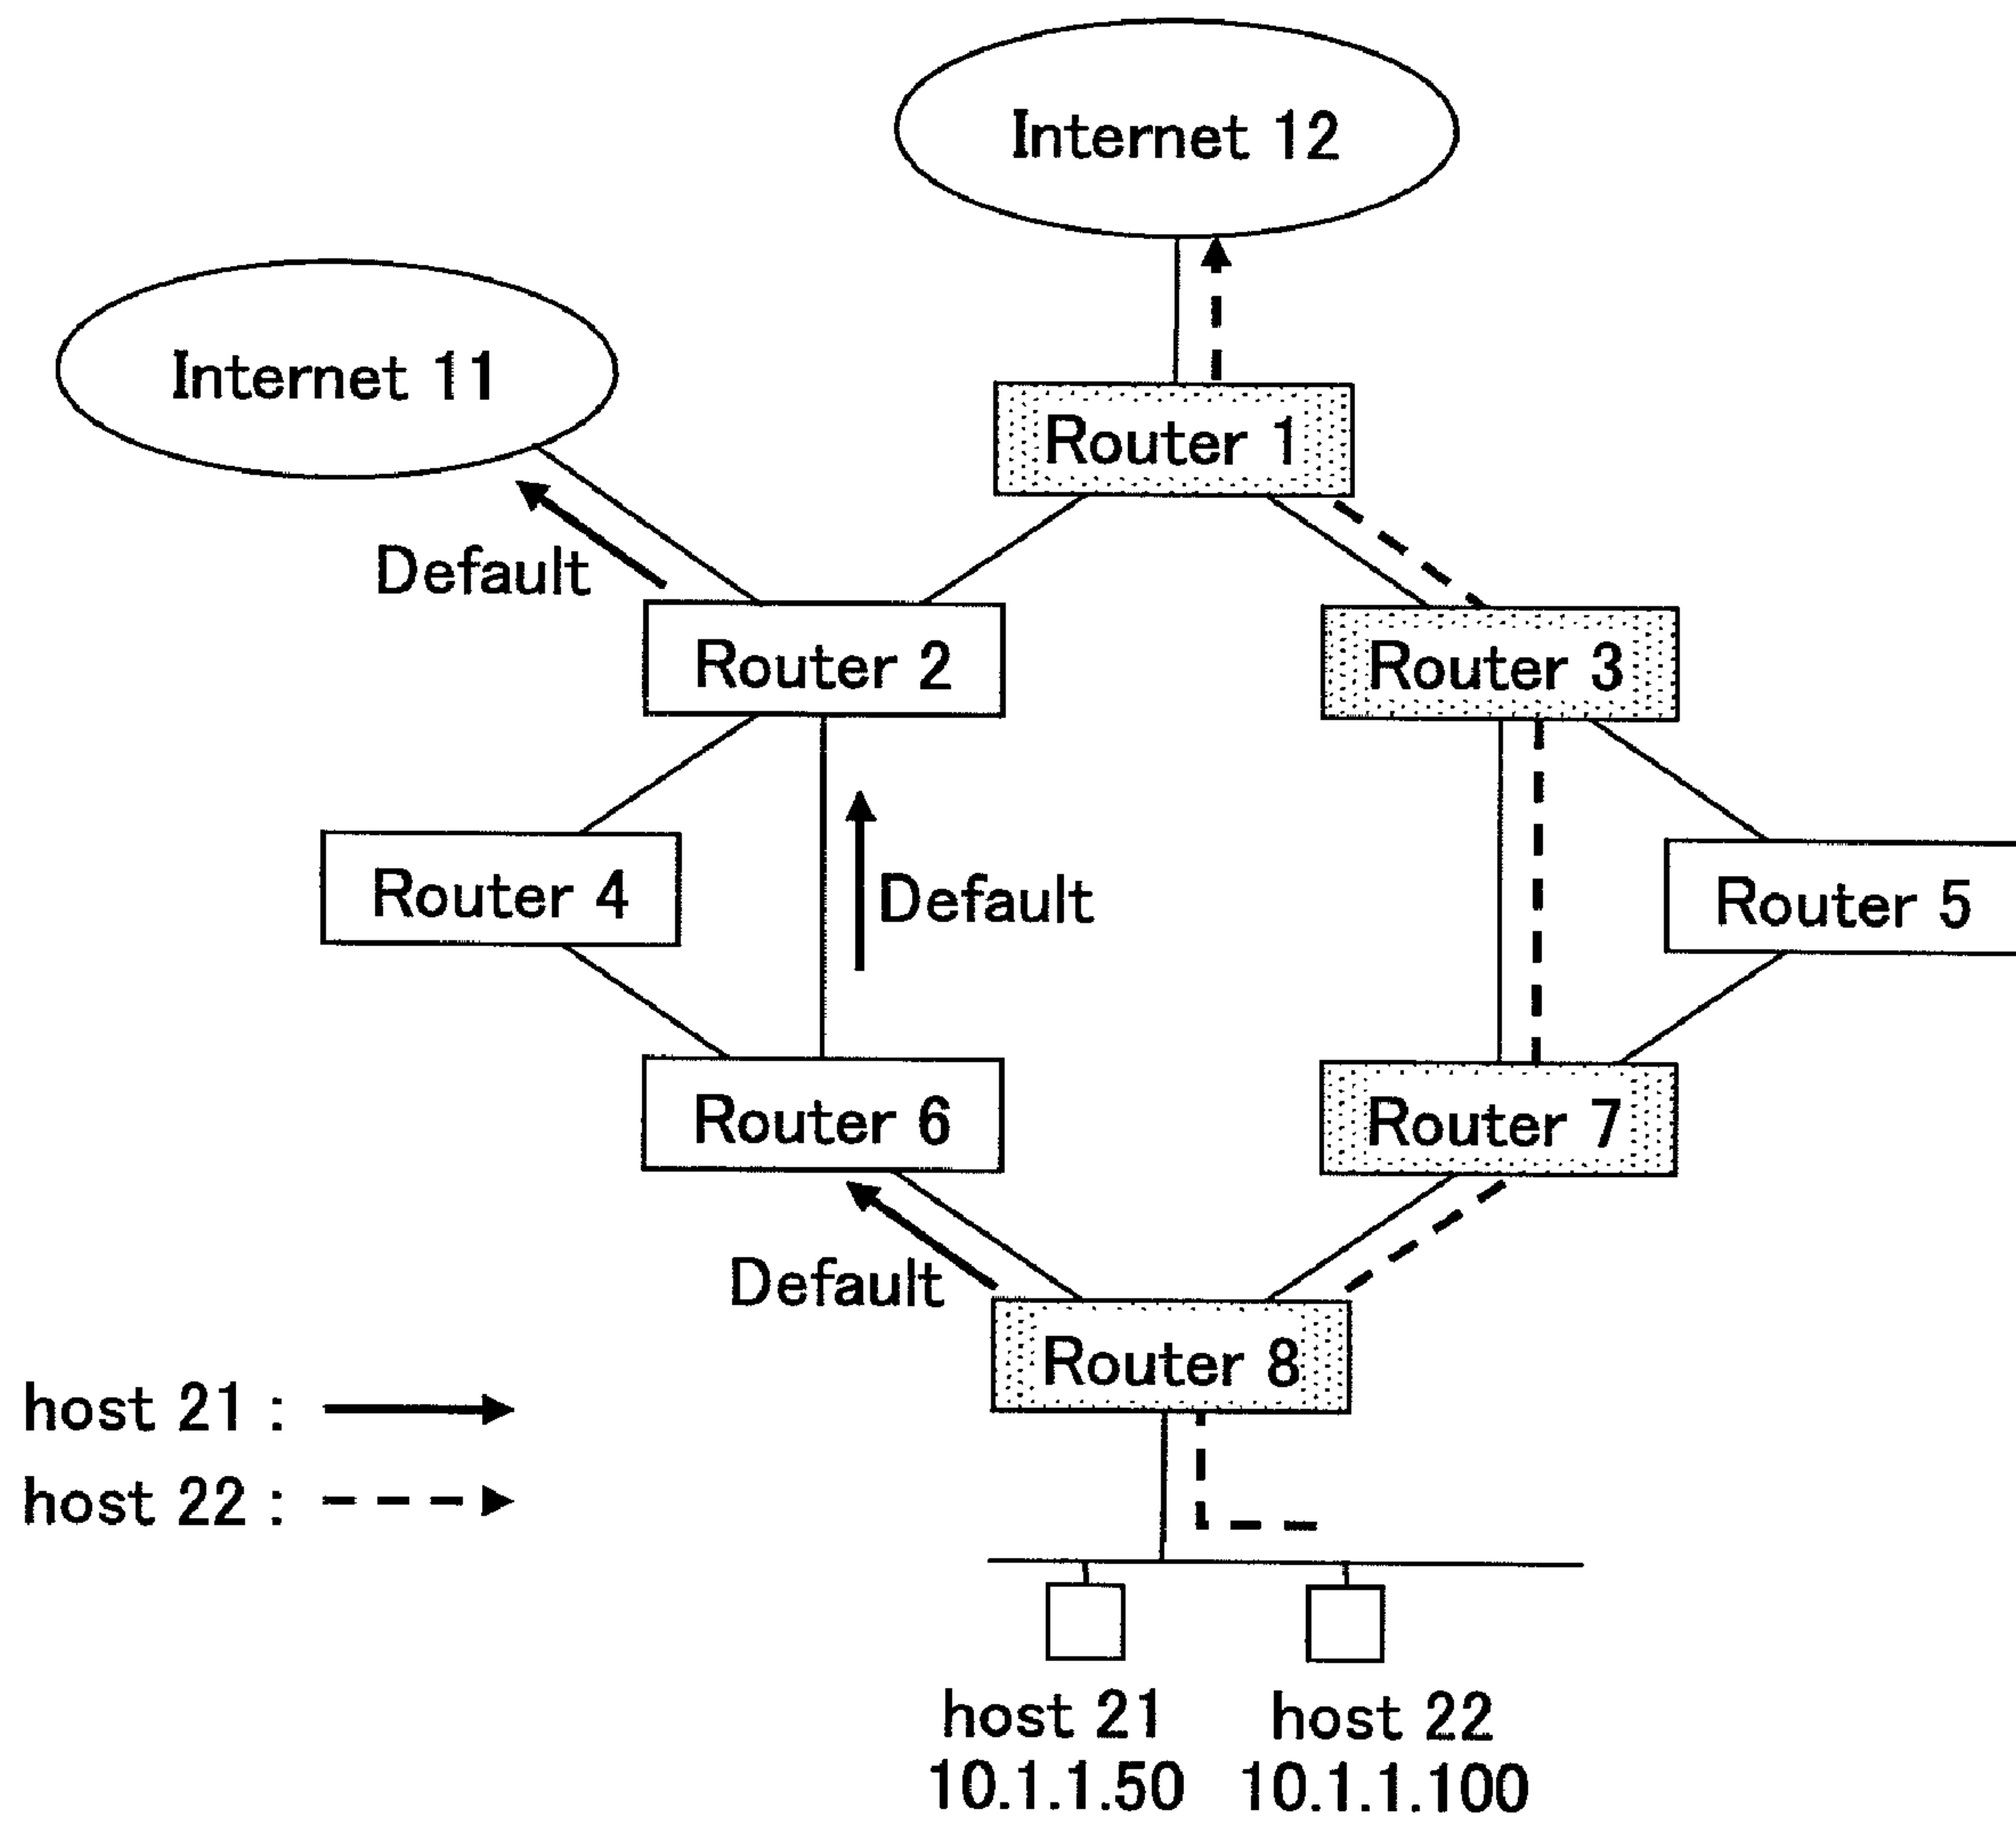 Internet 12
Internet 11
Router 1
Default
Router 2
Router 3
Router 4
Default
Router 5
Router 6
Router 7
Default
Router 8
host 21 :
host 22 :
host 21
10.1.1.50
host 22
10.1.1.100